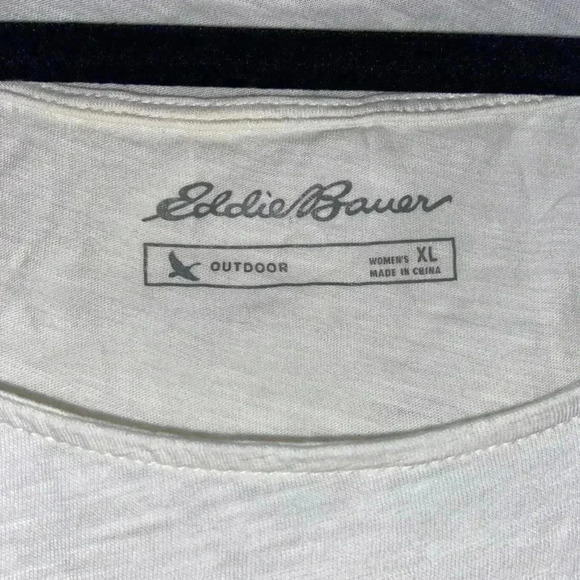 Eddie Bauer
OUTDOOR
WOMEN'S XL
MADE IN CHINA